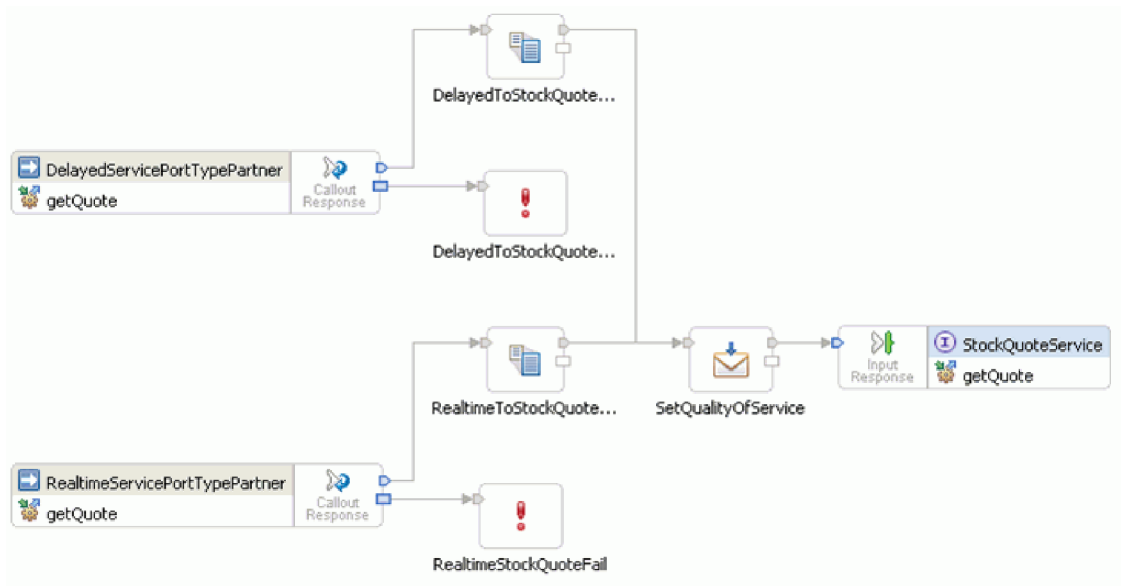 DelayedToStockQuote...
DelayedServicePortTypePartner
getQuote
Callout
Response
DelayedToStockQuote...
RealtimeToStockQuote...
SetQualityOfService
Input
Response
StockQuoteService
getQuote
RealtimeServicePortTypePartner
getQuote
Callout
Response
RealtimeStockQuoteFail